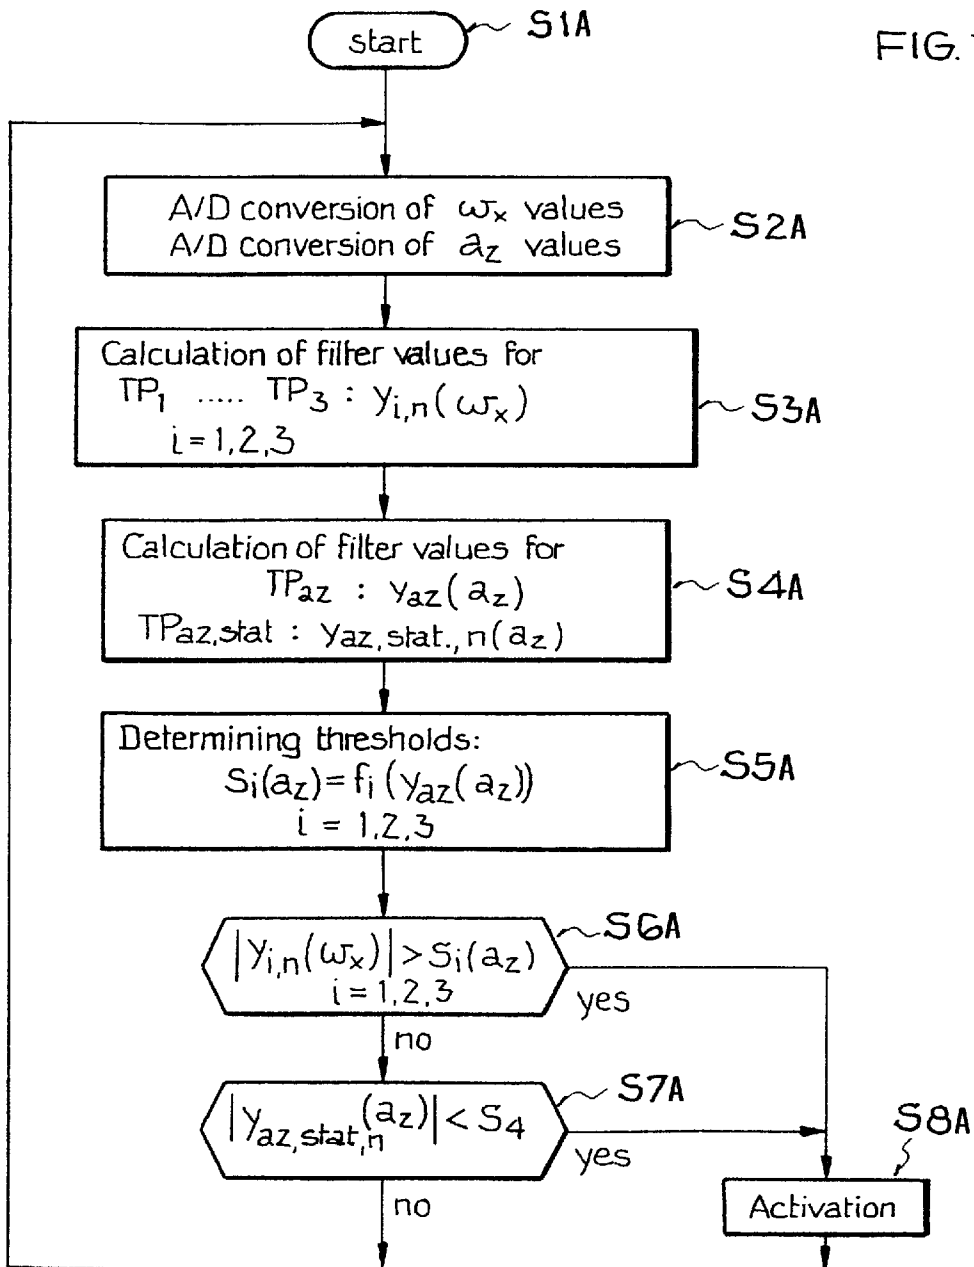 start
S1A
FIG.
A/D conversion of ωx values
A/D conversion of az values
S2A
Calculation of filter values for
TP1 ..... TP3 : yi,n(ωx)
i = 1,2,3
S3A
Calculation of filter values for
TPaz : yaz(az)
TPaz,stat : yaz,stat.,n(az)
S4A
Determining thresholds:
Si(az) = fi(yaz(az))
i = 1,2,3
S5A
|yi,n(ωx)| > Si(az)
i = 1,2,3
S6A
yes
no
|yaz,stat,n(az)| < S4
S7A
yes
no
S8A
Activation